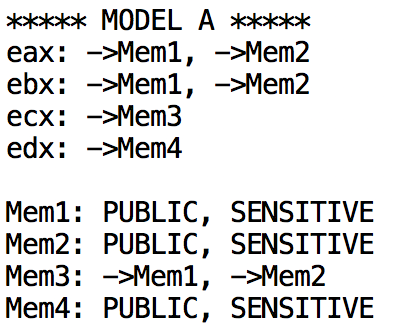 ***** MODEL A *****
eax: ->Mem1, ->Mem2
ebx: ->Mem1, ->Mem2
ecx: ->Mem3
edx: ->Mem4
Mem1: PUBLIC, SENSITIVE
Mem2: PUBLIC, SENSITIVE
Mem3: ->Mem1, ->Mem2
Mem4: PUBLIC, SENSITIVE